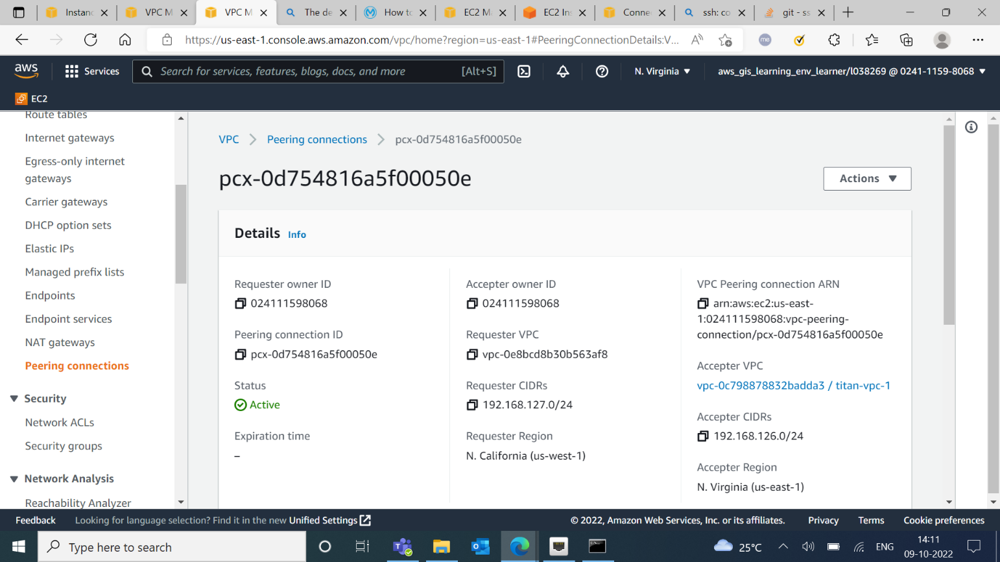 Instanc
VPC M
VPC M
The de
How to
EC2 Ma
EC2 Ins
Connec
ssh: co
git - ss
https://us-east-1.console.aws.amazon.com/vpc/home?region=us-east-1#PeeringConnectionDetails:V...
me
aws
Services
Search for services, features, blogs, docs, and more
[Alt+S]
N. Virginia
aws_gis_learning_env_learner/l038269 @ 0241-1159-8068
EC2
Route tables
Internet gateways
Egress-only internet
gateways
Carrier gateways
DHCP option sets
Elastic IPs
Managed prefix lists
Endpoints
Endpoint services
NAT gateways
Peering connections
Security
Network ACLs
Security groups
Network Analysis
Reachability Analyzer
VPC
Peering connections
pcx-0d754816a5f00050e
pcx-0d754816a5f00050e
Actions
Details Info
Requester owner ID
024111598068
Peering connection ID
pcx-0d754816a5f00050e
Status
Active
Expiration time
–
Accepter owner ID
024111598068
Requester VPC
vpc-0e8bcd8b30b563af8
Requester CIDRs
192.168.127.0/24
Requester Region
N. California (us-west-1)
VPC Peering connection ARN
arn:aws:ec2:us-east-
1:024111598068:vpc-peering-
connection/pcx-0d754816a5f00050e
Accepter VPC
vpc-0c798878832badda3 / titan-vpc-1
Accepter CIDRs
192.168.126.0/24
Accepter Region
N. Virginia (us-east-1)
Feedback
Looking for language selection? Find it in the new Unified Settings
© 2022, Amazon Web Services, Inc. or its affiliates.
Privacy
Terms
Cookie preferences
Type here to search
25°C
ENG
14:11
09-10-2022